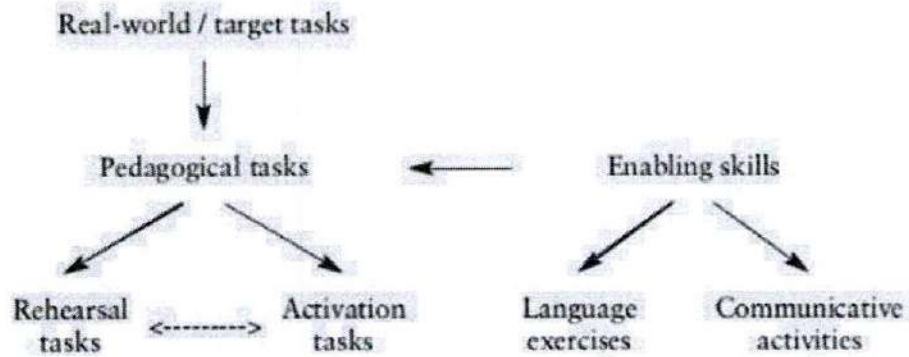 Real-world / target tasks
Pedagogical tasks
Enabling skills
Rehearsal
tasks
Activation
tasks
Language
exercises
Communicative
activities